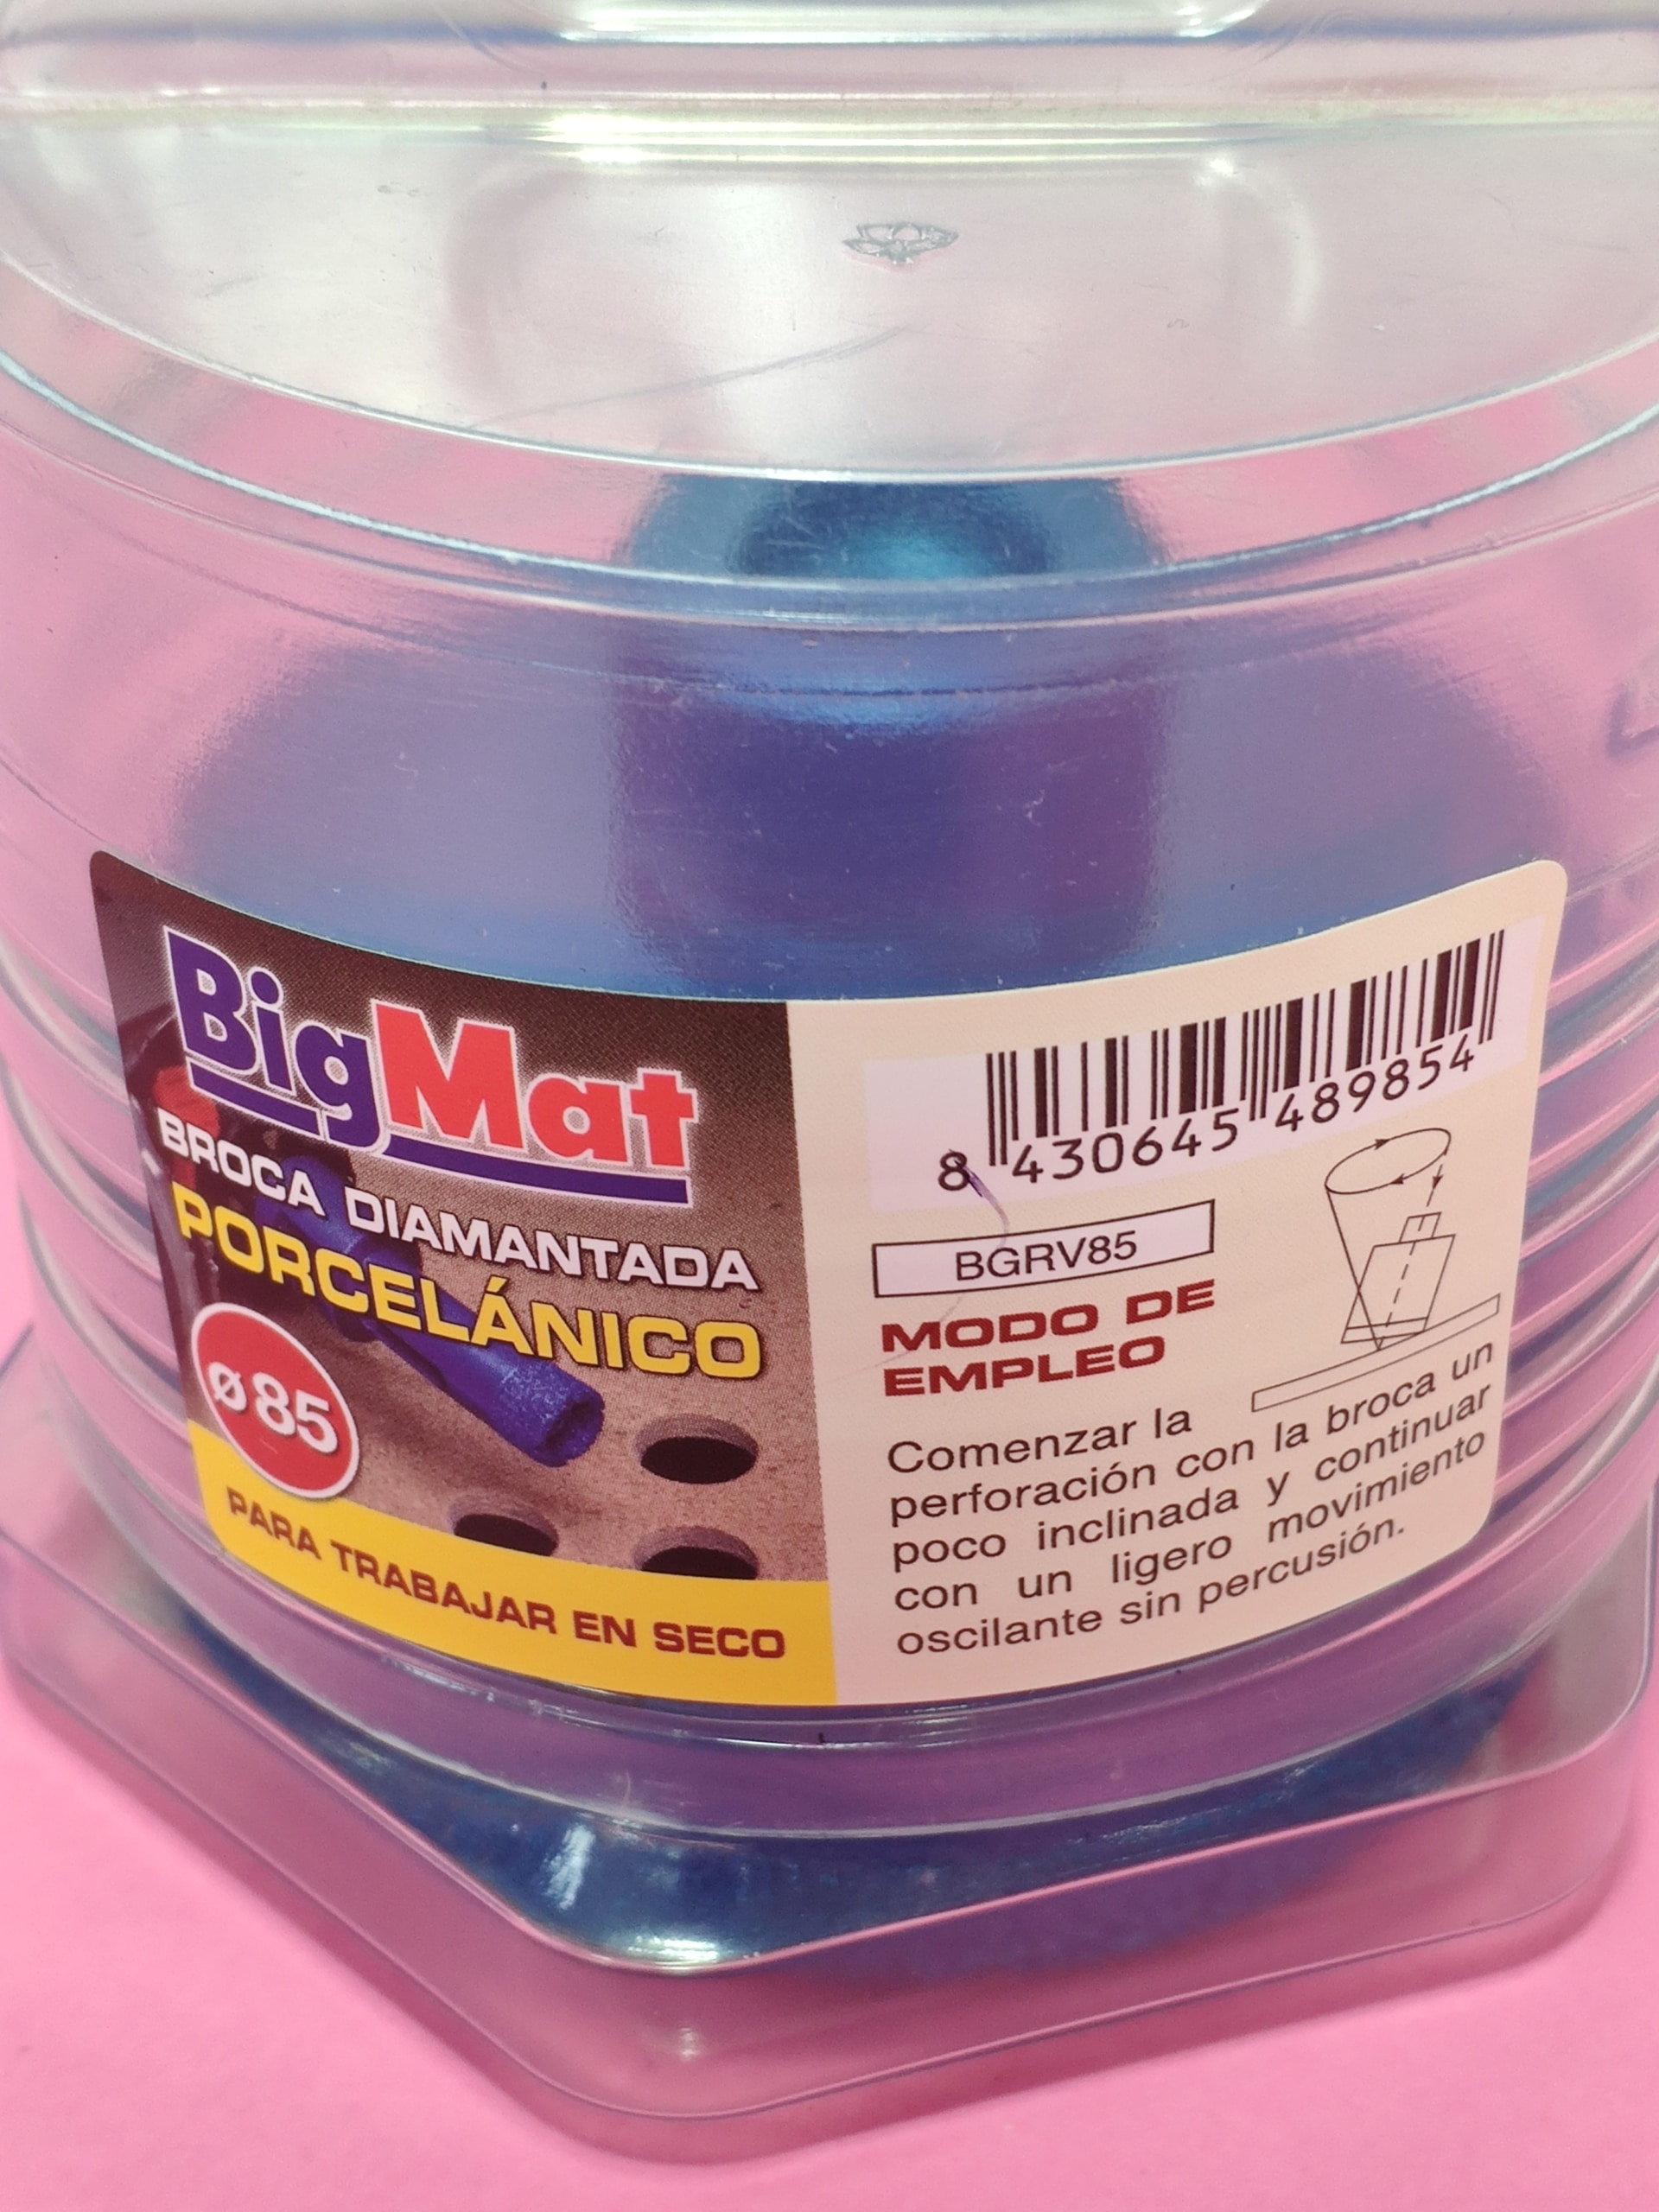 BigMat
BROCA DIAMANTADA
PORCELÁNICO
ø85
PARA TRABAJAR EN SECO
8 430645 489854
BGRV85
MODO DE
EMPLEO
Comenzar la
perforación con la broca un
poco inclinada y continuar
con un ligero movimiento
oscilante sin percusión.